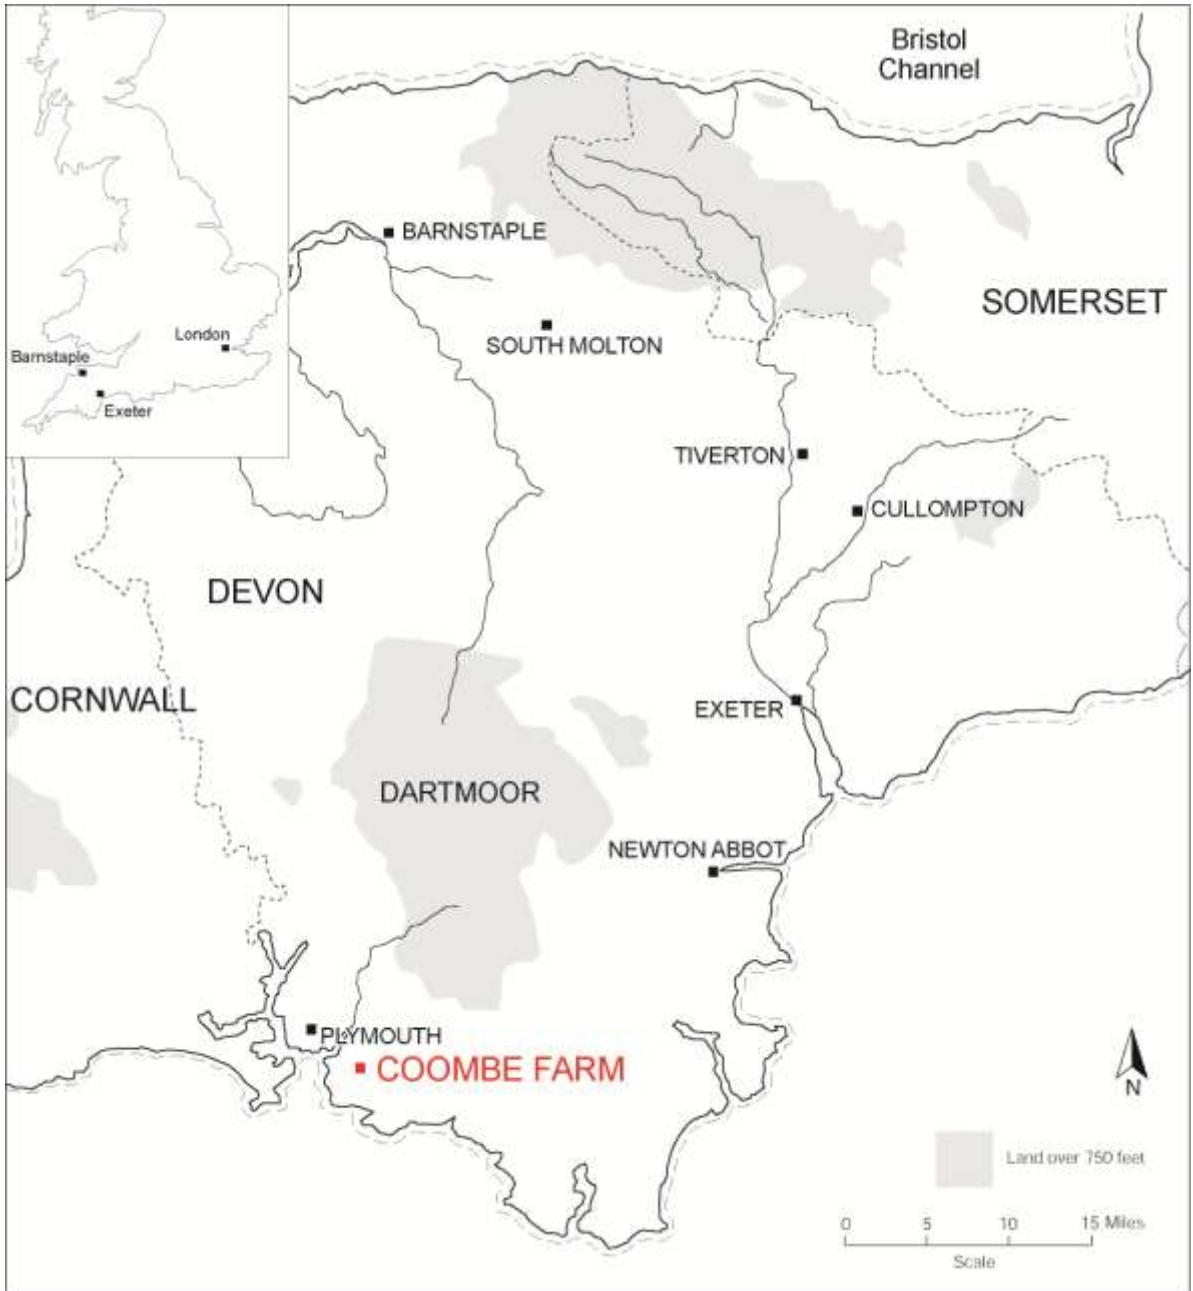 Bristol
Channel
BARNSTAPLE
SOMERSET
SOUTH MOLTON
London
Barnstaple
Exeter
TIVERTON
CULLOMPTON
DEVON
CORNWALL
EXETER
DARTMOOR
NEWTON ABBOT
PLYMOUTH
COOMBE FARM
N
Land over 750 feet
0 5 10 15 Miles
Scale